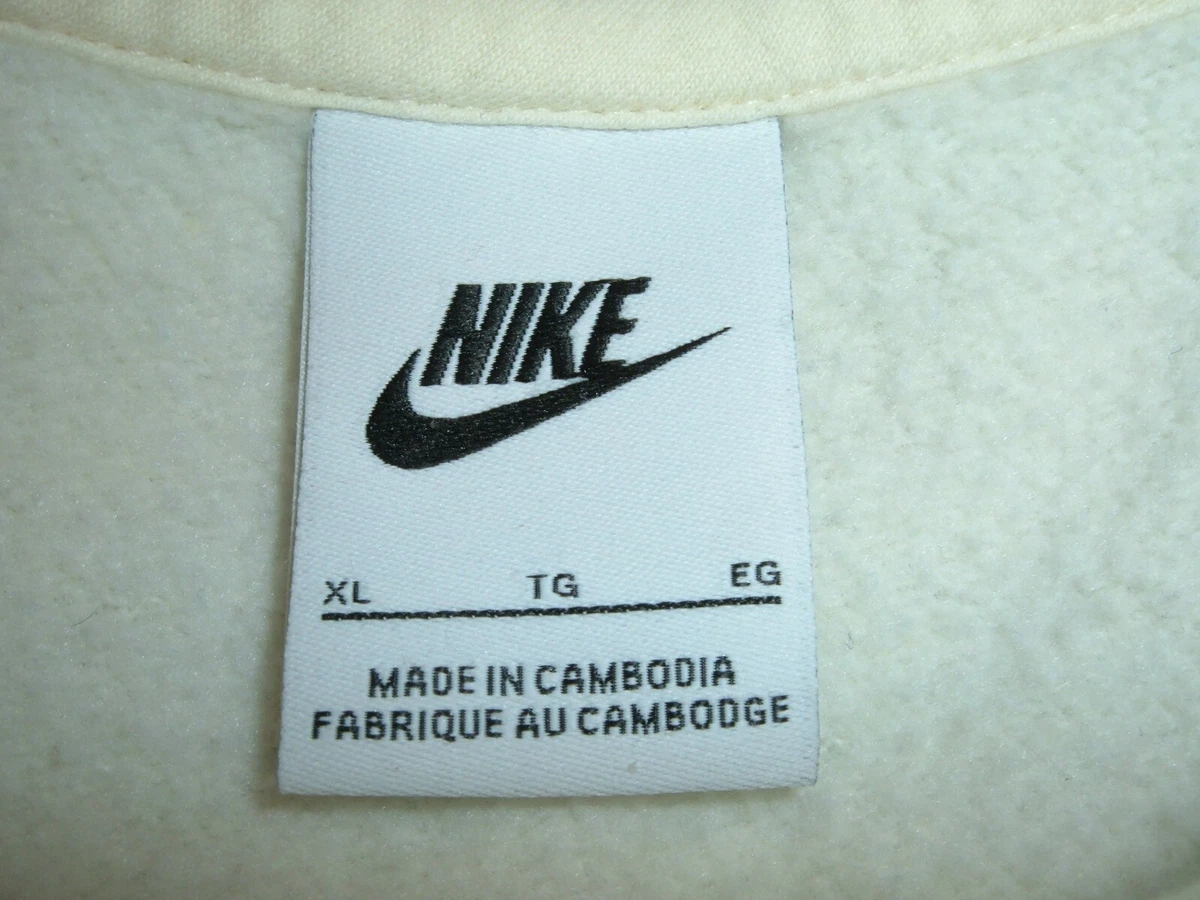 NIKE
XL TG EG
MADE IN CAMBODIA
FABRIQUE AU CAMBODGE